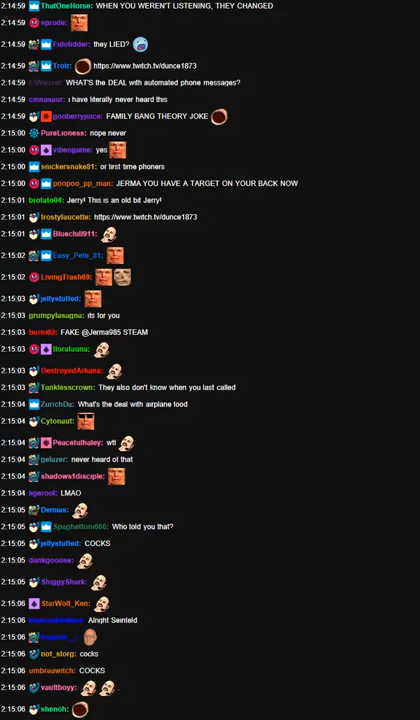 2:14:59 ThatOneHorse: WHEN YOU WEREN'T LISTENING, THEY CHANGED
2:14:59 sprode:
2:14:59 Fidofidder: they LIED?
2:14:59 Trotr: https://www.twitch.tv/dunce1873
2:14:59 ElWeasel: WHAT'S the DEAL with automated phone messages?
2:14:59 cmnasaur: i have literally never heard this
2:14:59 gooberryjuice: FAMILY BANG THEORY JOKE
2:15:00 PureLioness: nope never
2:15:00 vibeogame: yes
2:15:00 snickersnake81: or first time phoners
2:15:00 poopoo_pp_man: JERMA YOU HAVE A TARGET ON YOUR BACK NOW
2:15:01 brotato04: Jerry! This is an old bit Jerry!
2:15:01 frostyfaucette: https://www.twitch.tv/dunce1873
2:15:01 Bluechill911:
2:15:02 Easy_Pete_81:
2:15:02 LivingTrash69:
2:15:03 jellystuffed:
2:15:03 grumpylasagna: its for you
2:15:03 burn02: FAKE @Jerma985 STEAM
2:15:03 florafauna:
2:15:03 DestroyedArkana:
2:15:03 Tanklesscrown: They also don't know when you last called
2:15:04 ZurichDa: What's the deal with airplane food
2:15:04 Cytonaut:
2:15:04 Peacefulhaley: wtf
2:15:04 gelazer: never heard of that
2:15:04 shadows1disciple:
2:15:04 ligeroot: LMAO
2:15:05 Demius:
2:15:05 Spaghettoni666: Who told you that?
2:15:05 jellystuffed: COCKS
2:15:05 dankgooose:
2:15:05 ShiggyShark:
2:15:06 StarWolf_Ken:
2:15:06 Alright Seinfeld
2:15:06
2:15:06 not_storg: cocks
2:15:06 umbrauwitch: COCKS
2:15:06 vaultboyy: .
2:15:06 shenoh: